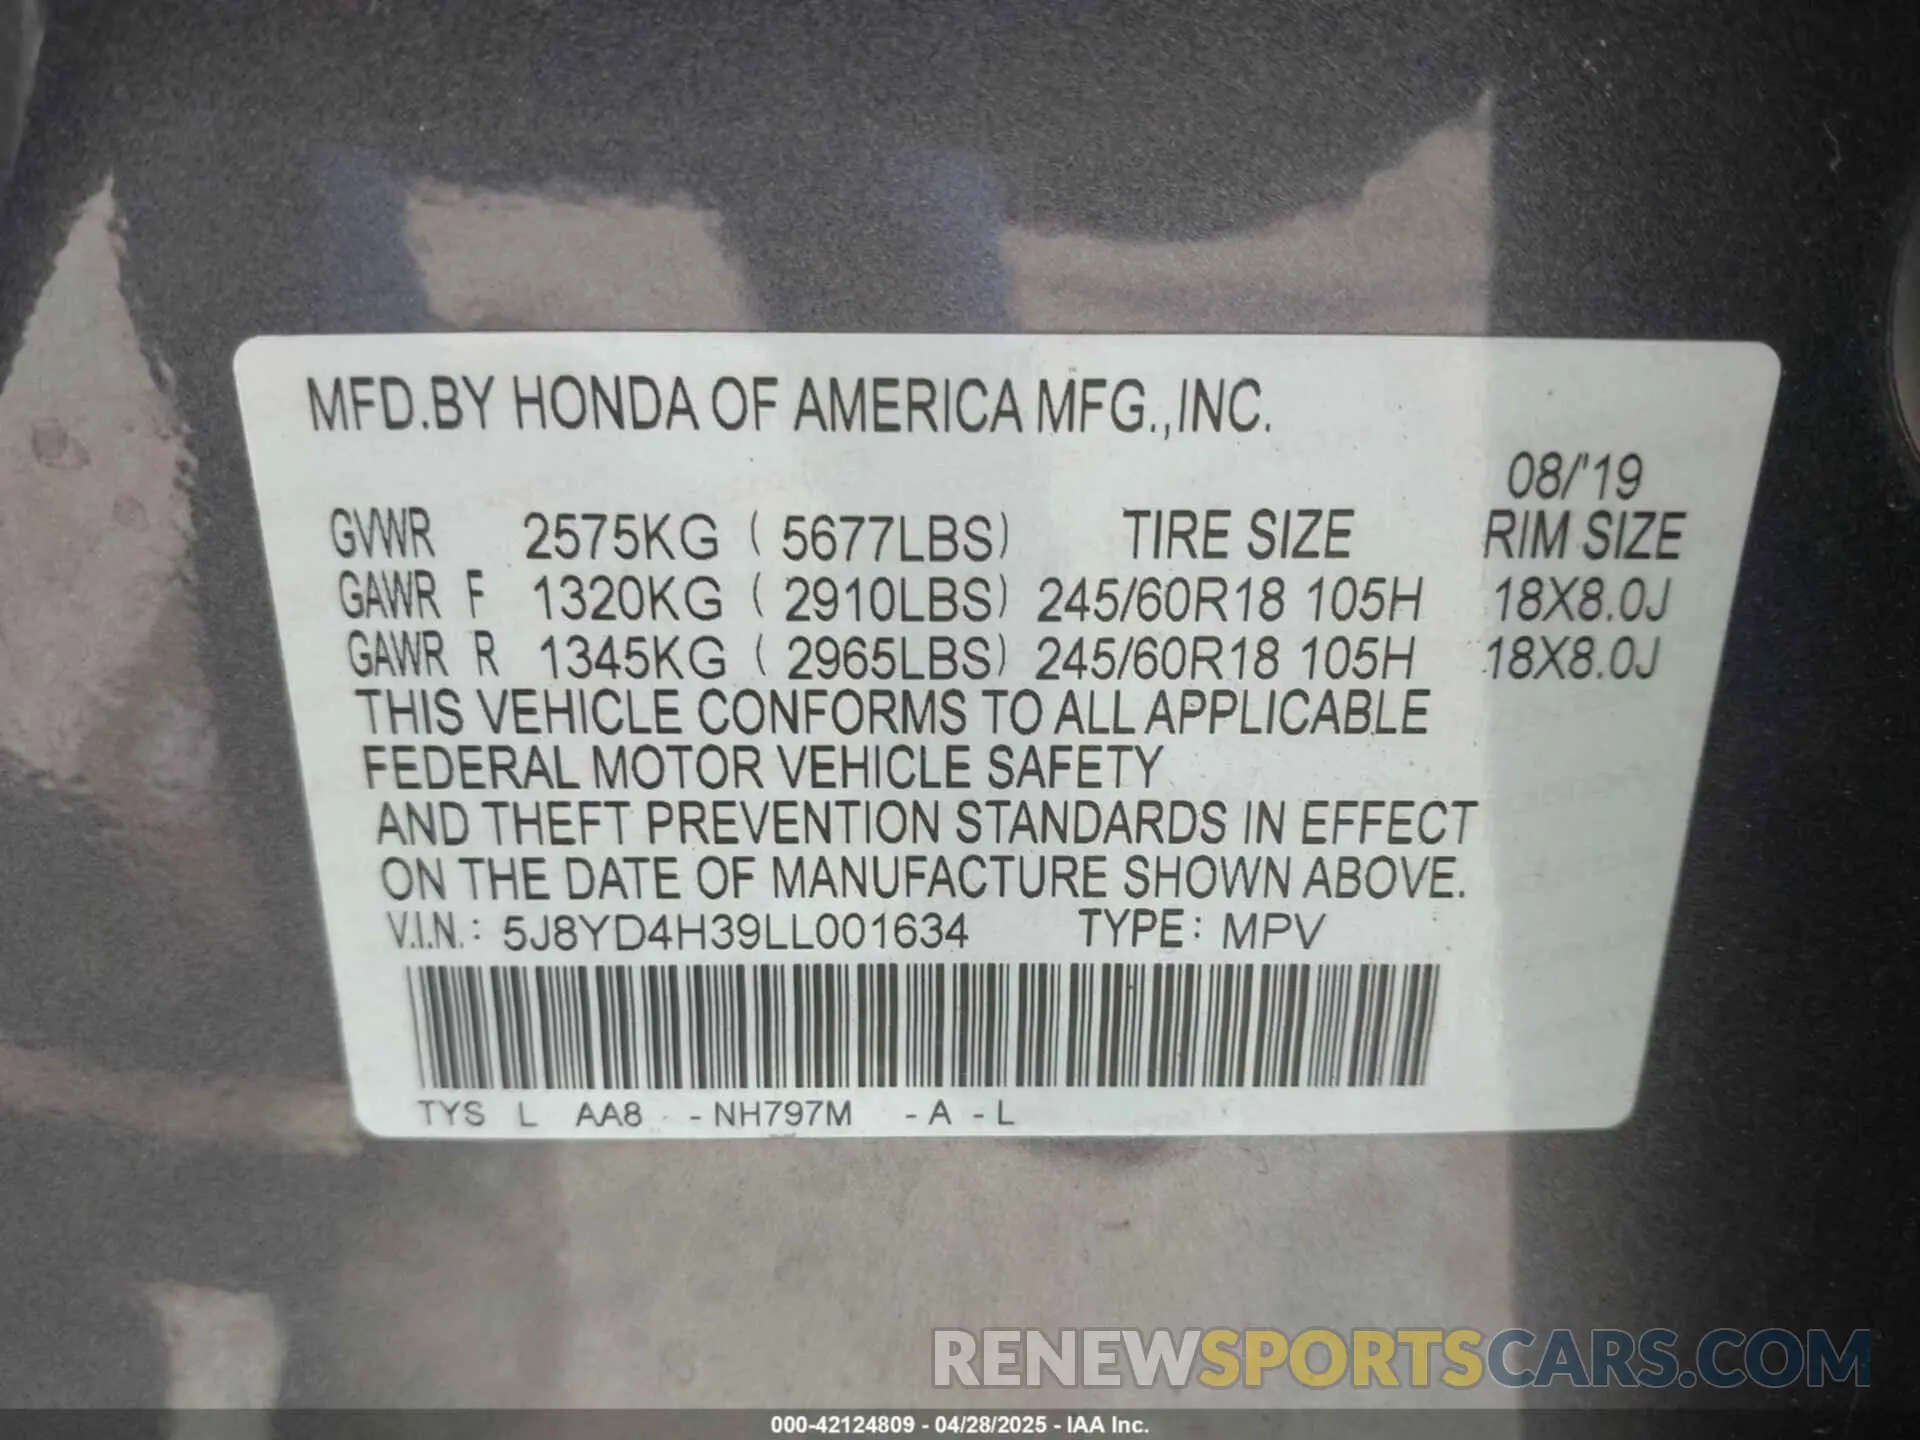 MFD.BY HONDA OF AMERICA MFG.,INC.
08/'19
GVWR 2575KG ( 5677LBS) TIRE SIZE RIM SIZE
GAWR F 1320KG ( 2910LBS) 245/60R18 105H 18X8.0J
GAWR R 1345KG ( 2965LBS) 245/60R18 105H 18X8.0J
THIS VEHICLE CONFORMS TO ALL APPLICABLE
FEDERAL MOTOR VEHICLE SAFETY
AND THEFT PREVENTION STANDARDS IN EFFECT
ON THE DATE OF MANUFACTURE SHOWN ABOVE.
V.I.N.: 5J8YD4H39LL001634 TYPE: MPV
TYS L AA8 - NH797M - A - L
RENEWSPORTSCARS.COM
000-42124809 - 04/28/2025 - IAA Inc.